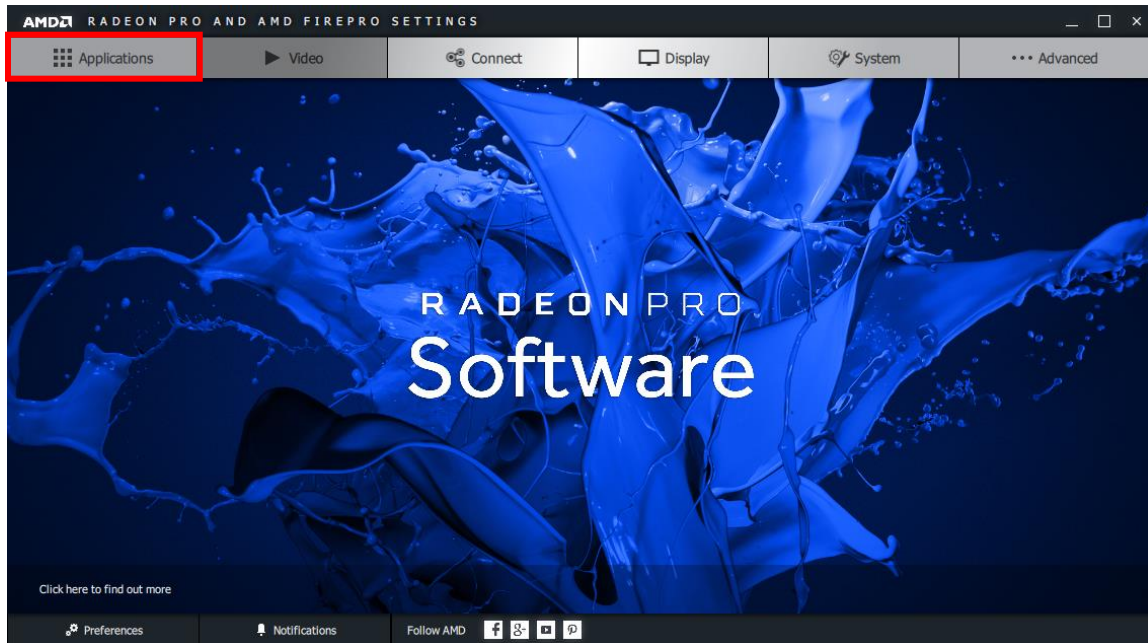 AMD RADEON PRO AND AMD FIREPRO SETTINGS
Applications Video Connect Display System Advanced
RADEON PRO
Software
Click here to find out more
Preferences Notifications Follow AMD f g+